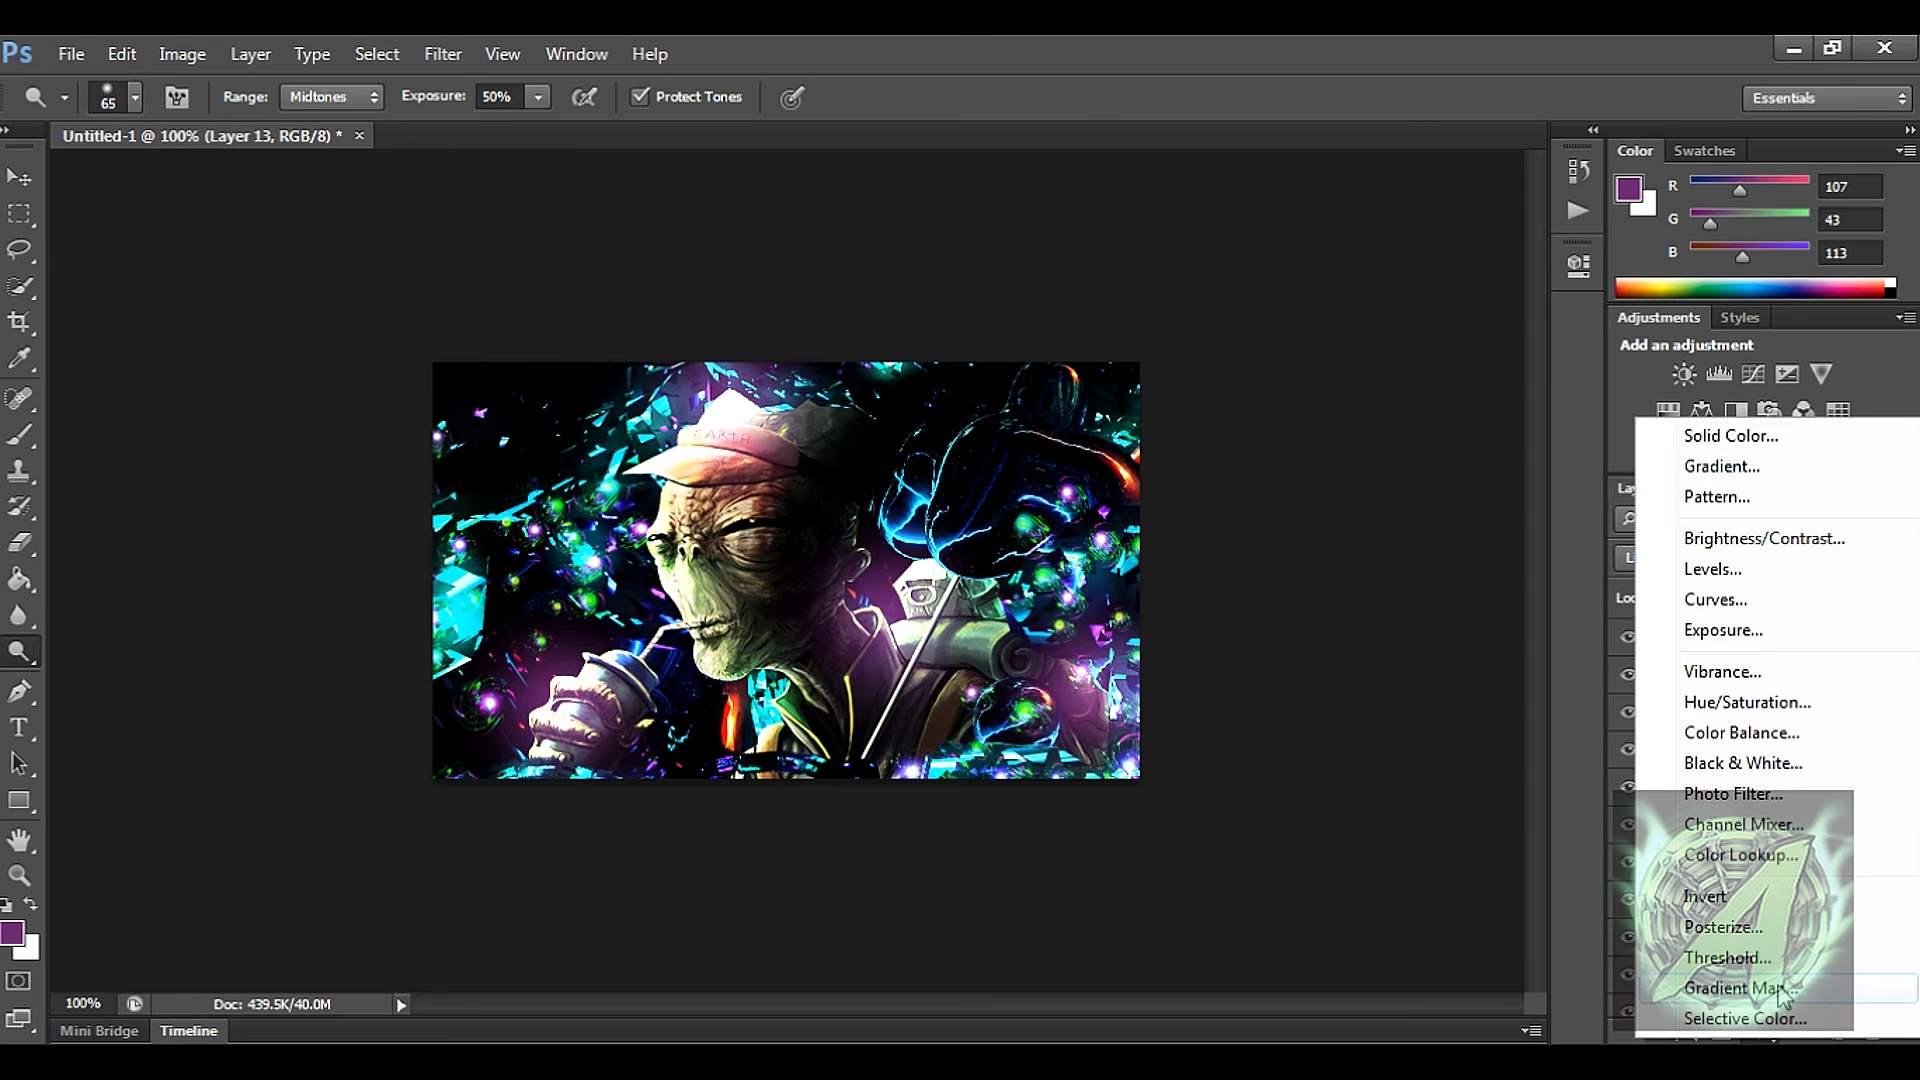 Ps File Edit Image Layer Type Select Filter View Window Help
65 Range: Midtones Exposure: 50% Protect Tones Essentials
Untitled-1 @ 100% (Layer 13, RGB/8) * ×
Color Swatches
R 107
G 43
B 113
Adjustments Styles
Add an adjustment
EARTH
Solid Color...
Gradient...
Pattern...
Brightness/Contrast...
Levels...
Curves...
Exposure...
Vibrance...
Hue/Saturation...
Color Balance...
Black & White...
Photo Filter...
Channel Mixer...
Color Lookup...
Invert
Posterize...
Threshold...
Gradient Map...
Selective Color...
100% Doc: 439.5K/40.0M
Mini Bridge Timeline